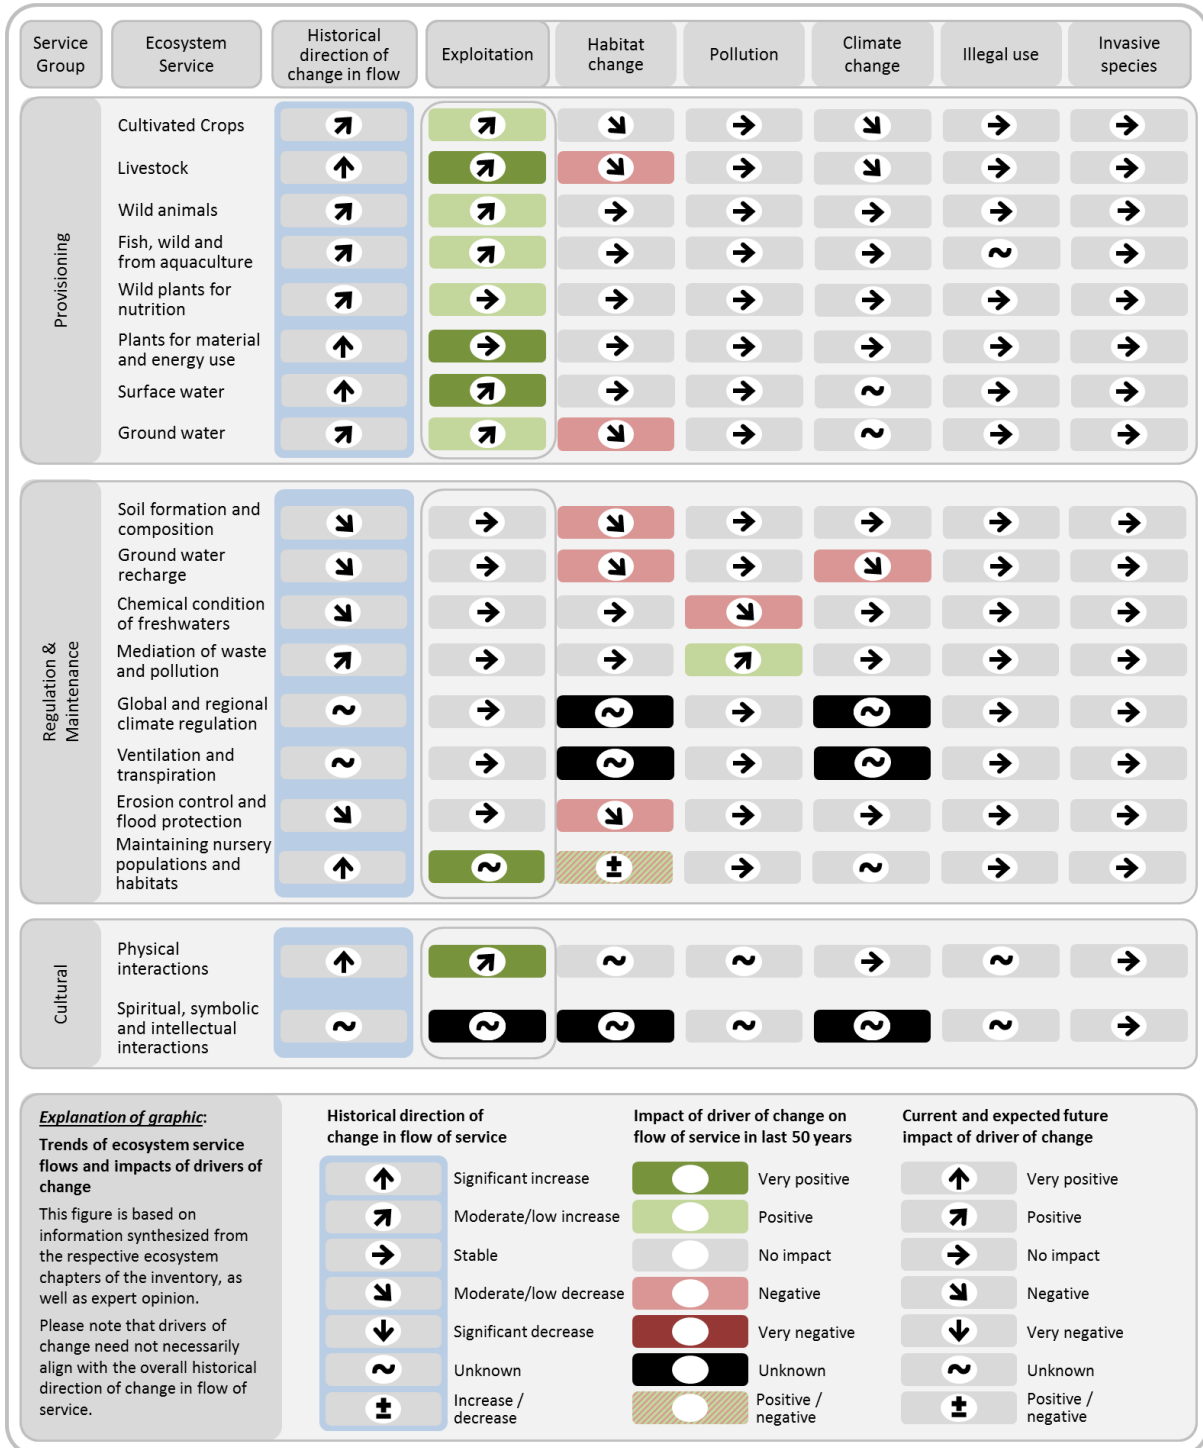 Service
Group
Ecosystem
Service
Historical
direction of
change in flow
Exploitation
Habitat
change
Pollution
Climate
change
Illegal use
Invasive
species
Provisioning
Cultivated Crops
Livestock
Wild animals
Fish, wild and
from aquaculture
Wild plants for
nutrition
Plants for material
and energy use
Surface water
Ground water
Regulation &
Maintenance
Soil formation and
composition
Ground water
recharge
Chemical condition
of freshwaters
Mediation of waste
and pollution
Global and regional
climate regulation
Ventilation and
transpiration
Erosion control and
flood protection
Maintaining nursery
populations and
habitats
Cultural
Physical
interactions
Spiritual, symbolic
and intellectual
interactions
Explanation of graphic:
Trends of ecosystem service
flows and impacts of drivers of
change
This figure is based on
information synthesized from
the respective ecosystem
chapters of the inventory, as
well as expert opinion.
Please note that drivers of
change need not necessarily
align with the overall historical
direction of change in flow of
service.
Historical direction of
change in flow of service
Significant increase
Moderate/low increase
Stable
Moderate/low decrease
Significant decrease
Unknown
Increase /
decrease
Impact of driver of change on
flow of service in last 50 years
Very positive
Positive
No impact
Negative
Very negative
Unknown
Positive /
negative
Current and expected future
impact of driver of change
Very positive
Positive
No impact
Negative
Very negative
Unknown
Positive /
negative